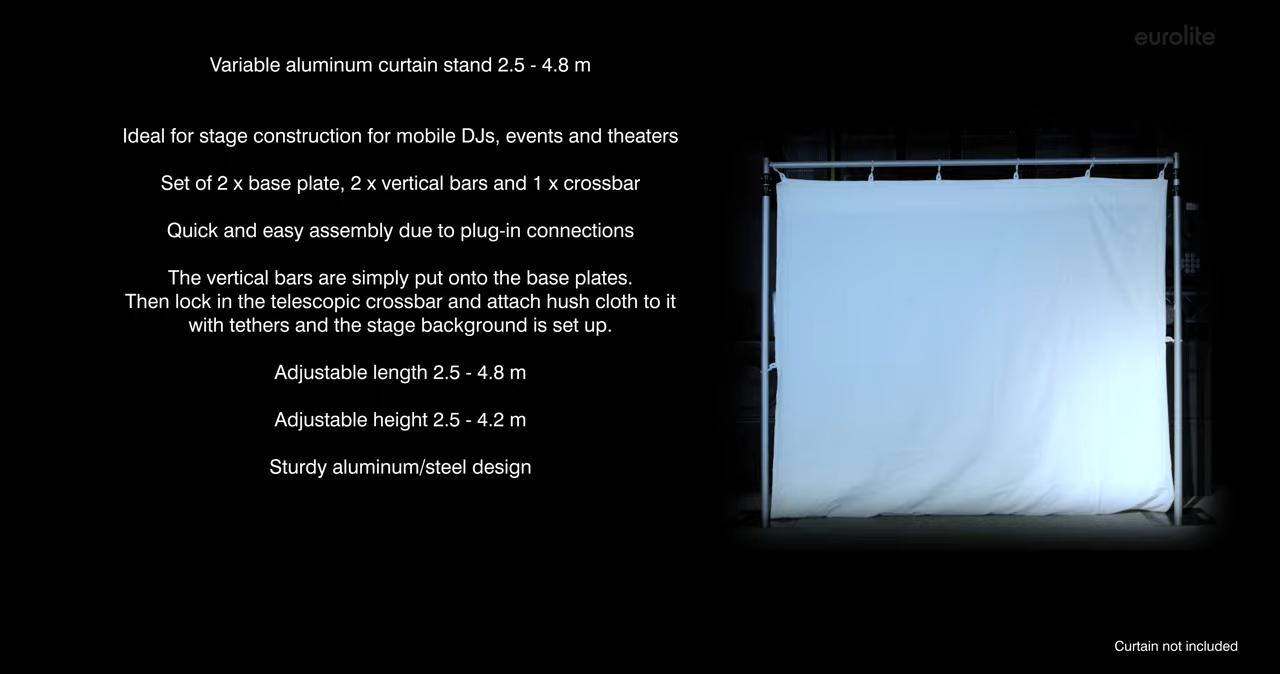 eurolite
Variable aluminum curtain stand 2.5 - 4.8 m
Ideal for stage construction for mobile DJs, events and theaters
Set of 2 x base plate, 2 x vertical bars and 1 x crossbar
Quick and easy assembly due to plug-in connections
The vertical bars are simply put onto the base plates.
Then lock in the telescopic crossbar and attach hush cloth to it
with tethers and the stage background is set up.
Adjustable length 2.5 - 4.8 m
Adjustable height 2.5 - 4.2 m
Sturdy aluminum/steel design
Curtain not included